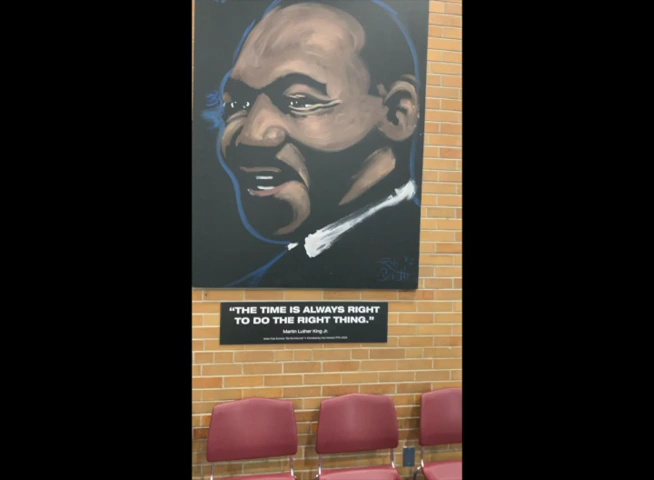 “THE TIME IS ALWAYS RIGHT
TO DO THE RIGHT THING.”
Martin Luther King Jr.